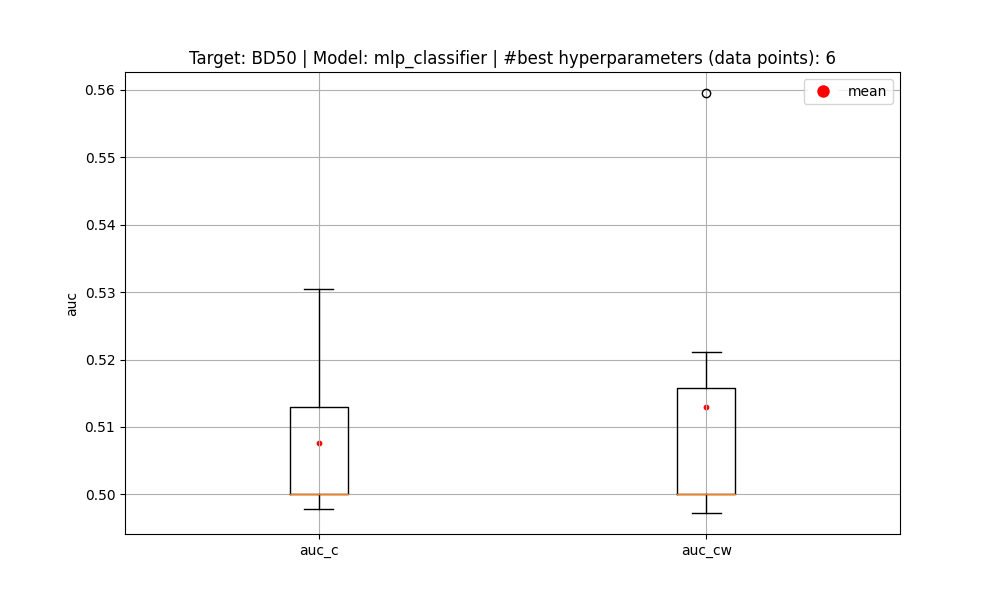 Target: BD50 | Model: mlp_classifier | #best hyperparameters (data points): 6
mean
0.56
0.55
0.54
0.53
0.52
0.51
0.50
auc
auc_c
auc_cw